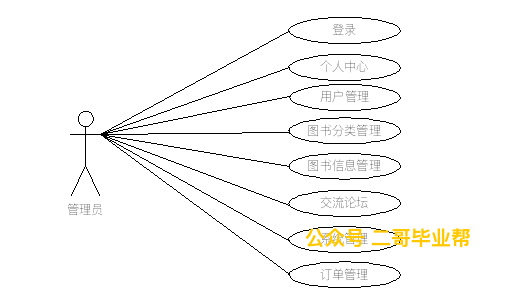 登录
个人中心
用户管理
图书分类管理
管理员
图书信息管理
交流论坛
系统管理
公众号 二哥毕业帮
订单管理